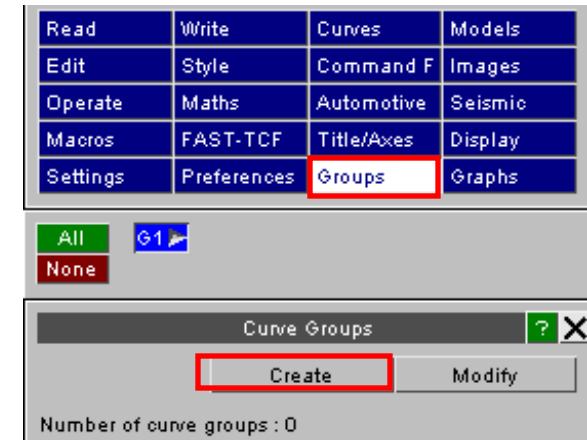 Read Write Curves Models
Edit Style Command F Images
Operate Maths Automotive Seismic
Macros FAST-TCF Title/Axes Display
Settings Preferences Groups Graphs
All G1
None
Curve Groups ? X
Create Modify
Number of curve groups : 0